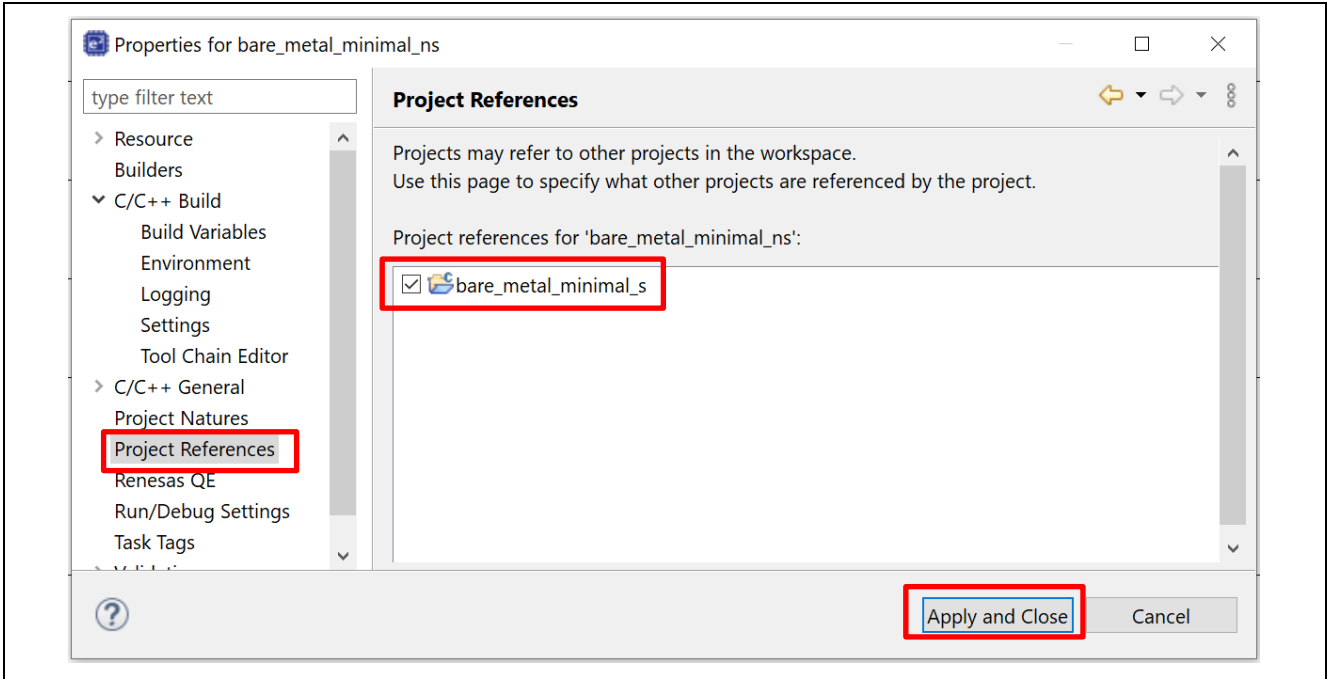 Properties for bare_metal_minimal_ns
type filter text
Resource
Builders
C/C++ Build
Build Variables
Environment
Logging
Settings
Tool Chain Editor
C/C++ General
Project Natures
Project References
Renesas QE
Run/Debug Settings
Task Tags
Project References
Projects may refer to other projects in the workspace.
Use this page to specify what other projects are referenced by the project.
Project references for 'bare_metal_minimal_ns':
bare_metal_minimal_s
Apply and Close
Cancel